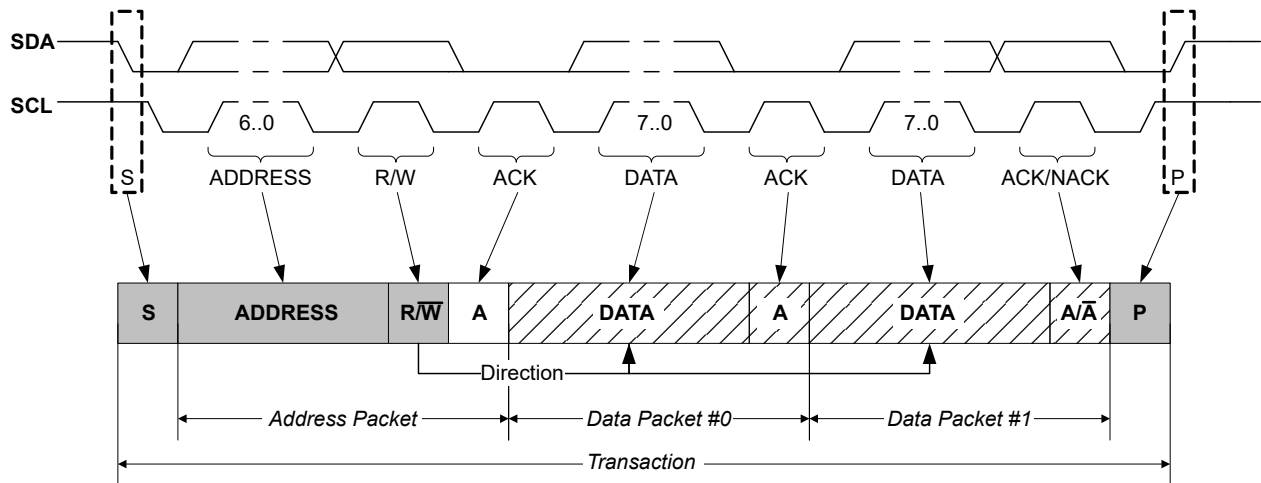 SDA
SCL
6..0 7..0 7..0
S ADDRESS R/W ACK DATA ACK DATA ACK/NACK P
S ADDRESS R/W̅ A DATA A DATA A/A̅ P
Direction
Address Packet Data Packet #0 Data Packet #1
Transaction